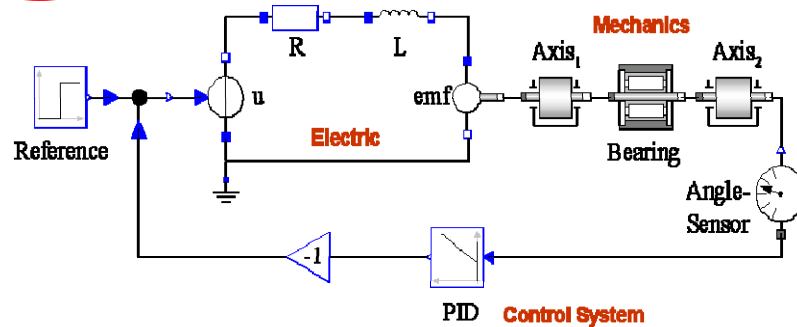 Mechanics
R
L
Axis₁
Axis₂
u
emf
Electric
Reference
Bearing
Angle-
Sensor
-1
PID
Control System